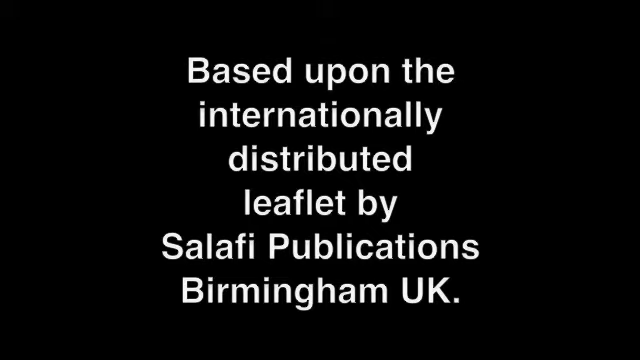 Based upon the
internationally
distributed
leaflet by
Salafi Publications
Birmingham UK.